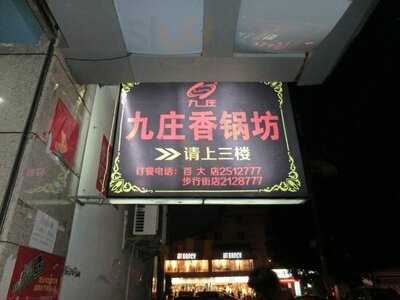 九庄
九庄香锅坊
>>> 请上三楼
订餐电话：百 大 店2512777
步行街店2128777